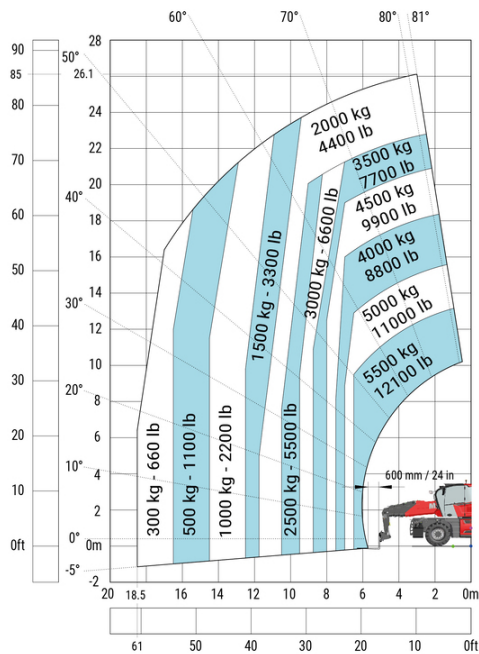 60° 70° 80° 81°
90 28
50°
85 26.1
80 24
2000 kg
4400 lb
70 22
3500 kg
7700 lb
20
4500 kg
9900 lb
40°
60 18
3000 kg - 6600 lb
4000 kg
8800 lb
1500 kg - 3300 lb
50 16
14
30°
5000 kg
11000 lb
40 12
10
5500 kg
12100 lb
30
20° 8
20 6
300 kg - 660 lb
500 kg - 1100 lb
1000 kg - 2200 lb
2500 kg - 5500 lb
10° 4
600 mm / 24 in
10 2
0ft 0° 0m
-5° -2
20 18.5 16 14 12 10 8 6 4 2 0m
61 50 40 30 20 10 0ft